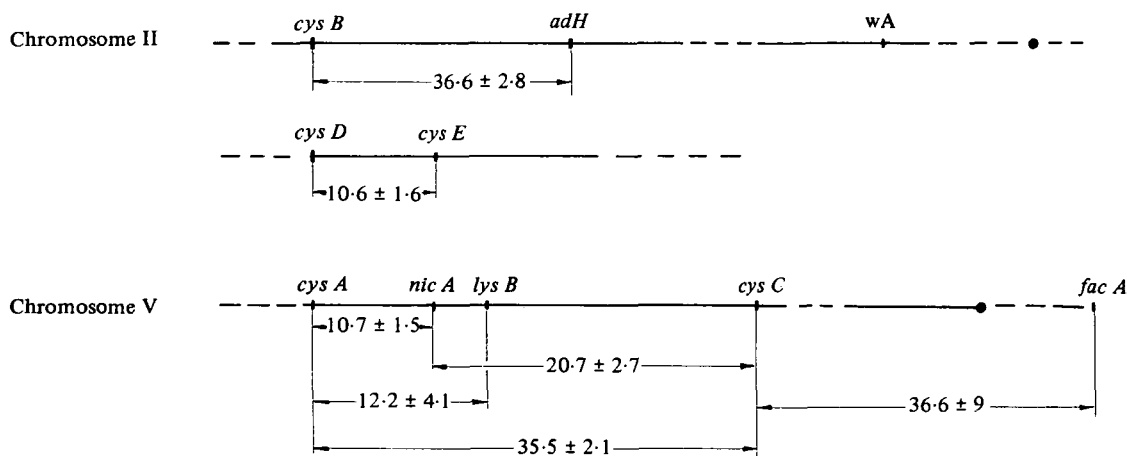 cys B adH wA
Chromosome II
36·6 ± 2·8
cys D cys E
10·6 ± 1·6
cys A nic A lys B cys C fac A
Chromosome V
10·7 ± 1·5
20·7 ± 2·7
12·2 ± 4·1 36·6 ± 9
35·5 ± 2·1